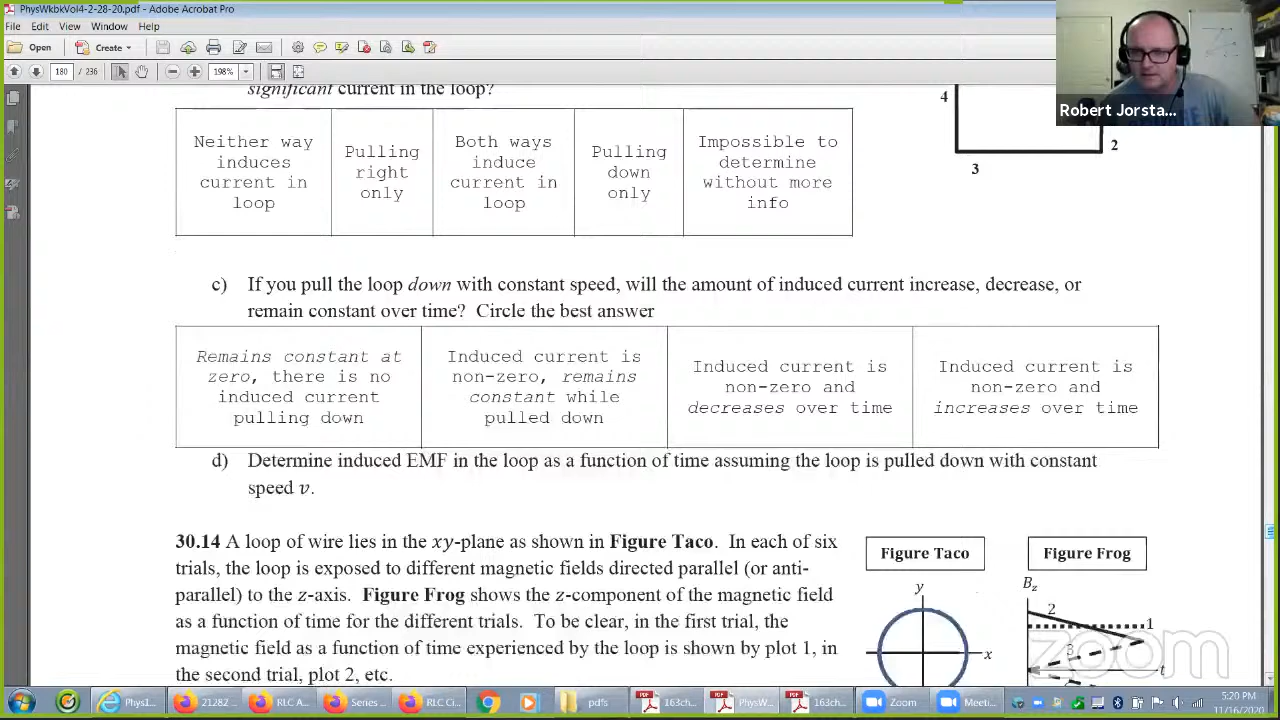 PhysWkbkVol4-2-28-20.pdf - Adobe Acrobat Pro
File Edit View Window Help
Open Create
180 / 236 198%
significant current in the loop?
4
Neither way induces current in loop
Pulling right only
Both ways induce current in loop
Pulling down only
Impossible to determine without more info
2
3
Robert Jorsta...
c) If you pull the loop down with constant speed, will the amount of induced current increase, decrease, or
remain constant over time? Circle the best answer
Remains constant at zero, there is no induced current pulling down
Induced current is non-zero, remains constant while pulled down
Induced current is non-zero and decreases over time
Induced current is non-zero and increases over time
d) Determine induced EMF in the loop as a function of time assuming the loop is pulled down with constant
speed v.
30.14 A loop of wire lies in the xy-plane as shown in Figure Taco. In each of six
trials, the loop is exposed to different magnetic fields directed parallel (or anti-
parallel) to the z-axis. Figure Frog shows the z-component of the magnetic field
as a function of time for the different trials. To be clear, in the first trial, the
magnetic field as a function of time experienced by the loop is shown by plot 1, in
the second trial, plot 2, etc.
Figure Taco
y
x
Figure Frog
Bz
2
1
3
t
zoom
Phys1...
21282
RLC A...
Series ...
RLC Ci...
pdfs
163ch...
PhysW...
163ch...
Zoom
Meeti...
5:20 PM
11/16/2020